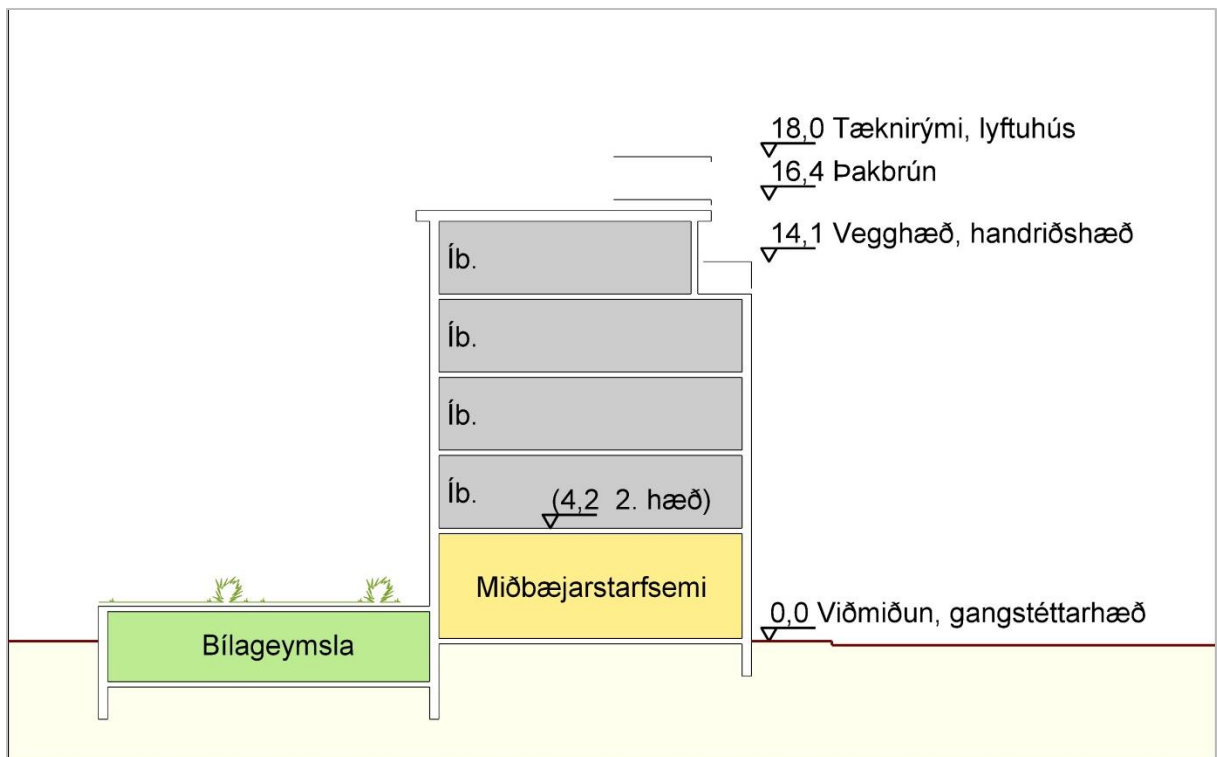 18,0 Tæknirými, lyftuhús
16,4 Þakbrún
14,1 Vegghæð, handriðshæð
Íb.
Íb.
Íb.
Íb.
(4,2 2. hæð)
Miðbæjarstarfsemi
0,0 Viðmiðun, gangstéttarhæð
Bílageymsla